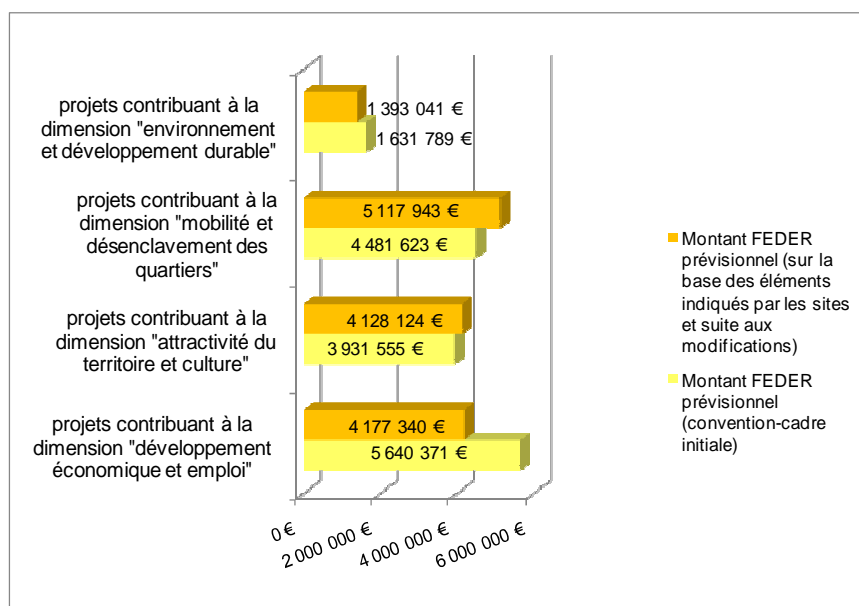 projets contribuant à la
dimension "environnement
et développement durable"
1 393 041 €
1 631 789 €
projets contribuant à la
dimension "mobilité et
désenclavement des
quartiers"
5 117 943 €
4 481 623 €
projets contribuant à la
dimension "attractivité du
territoire et culture"
4 128 124 €
3 931 555 €
projets contribuant à la
dimension "développement
économique et emploi"
4 177 340 €
5 640 371 €
0 €
2 000 000 €
4 000 000 €
6 000 000 €
Montant FEDER
prévisionnel (sur la
base des éléments
indiqués par les sites
et suite aux
modifications)
Montant FEDER
prévisionnel
(convention-cadre
initiale)